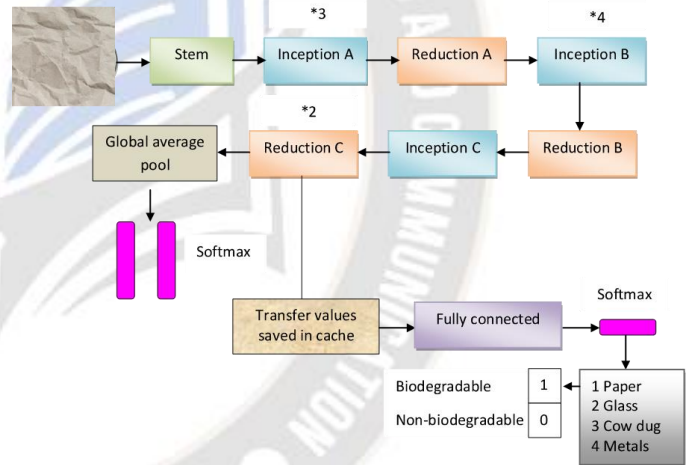 *3
*4
Stem
Inception A
Reduction A
Inception B
*2
Global average
pool
Reduction C
Inception C
Reduction B
Softmax
Transfer values
saved in cache
Fully connected
Softmax
Biodegradable 1
Non-biodegradable 0
1 Paper
2 Glass
3 Cow dug
4 Metals